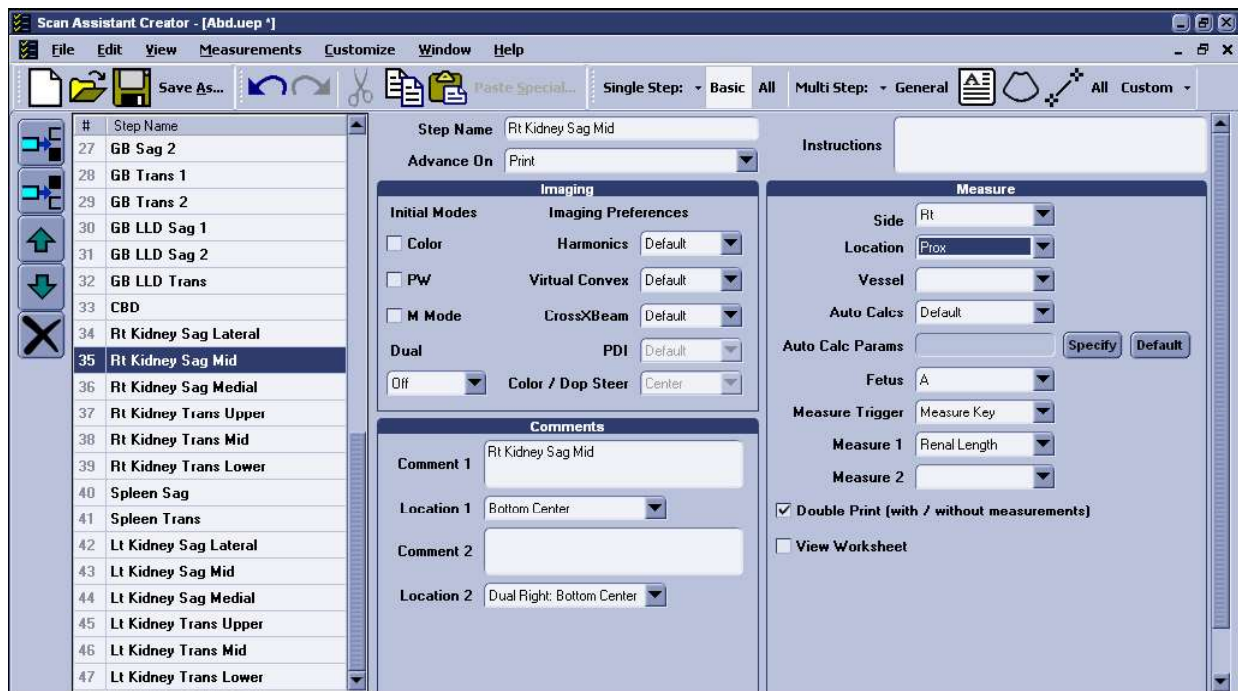 Scan Assistant Creator - [Abd.uep *]
File Edit View Measurements Customize Window Help
Save As... Paste Special... Single Step: Basic All Multi Step: General All Custom
# Step Name
27 GB Sag 2
28 GB Trans 1
29 GB Trans 2
30 GB LLD Sag 1
31 GB LLD Sag 2
32 GB LLD Trans
33 CBD
34 Rt Kidney Sag Lateral
35 Rt Kidney Sag Mid
36 Rt Kidney Sag Medial
37 Rt Kidney Trans Upper
38 Rt Kidney Trans Mid
39 Rt Kidney Trans Lower
40 Spleen Sag
41 Spleen Trans
42 Lt Kidney Sag Lateral
43 Lt Kidney Sag Mid
44 Lt Kidney Sag Medial
45 Lt Kidney Trans Upper
46 Lt Kidney Trans Mid
47 Lt Kidney Trans Lower
Step Name Rt Kidney Sag Mid
Advance On Print
Instructions
Imaging
Initial Modes Imaging Preferences
Color Harmonics Default
PW Virtual Convex Default
M Mode CrossXBeam Default
Dual PDI Default
Off Color / Dop Steer Center
Comments
Comment 1 Rt Kidney Sag Mid
Location 1 Bottom Center
Comment 2
Location 2 Dual Right: Bottom Center
Measure
Side Rt
Location Prox
Vessel
Auto Calcs Default
Auto Calc Params Specify Default
Fetus A
Measure Trigger Measure Key
Measure 1 Renal Length
Measure 2
Double Print (with / without measurements)
View Worksheet